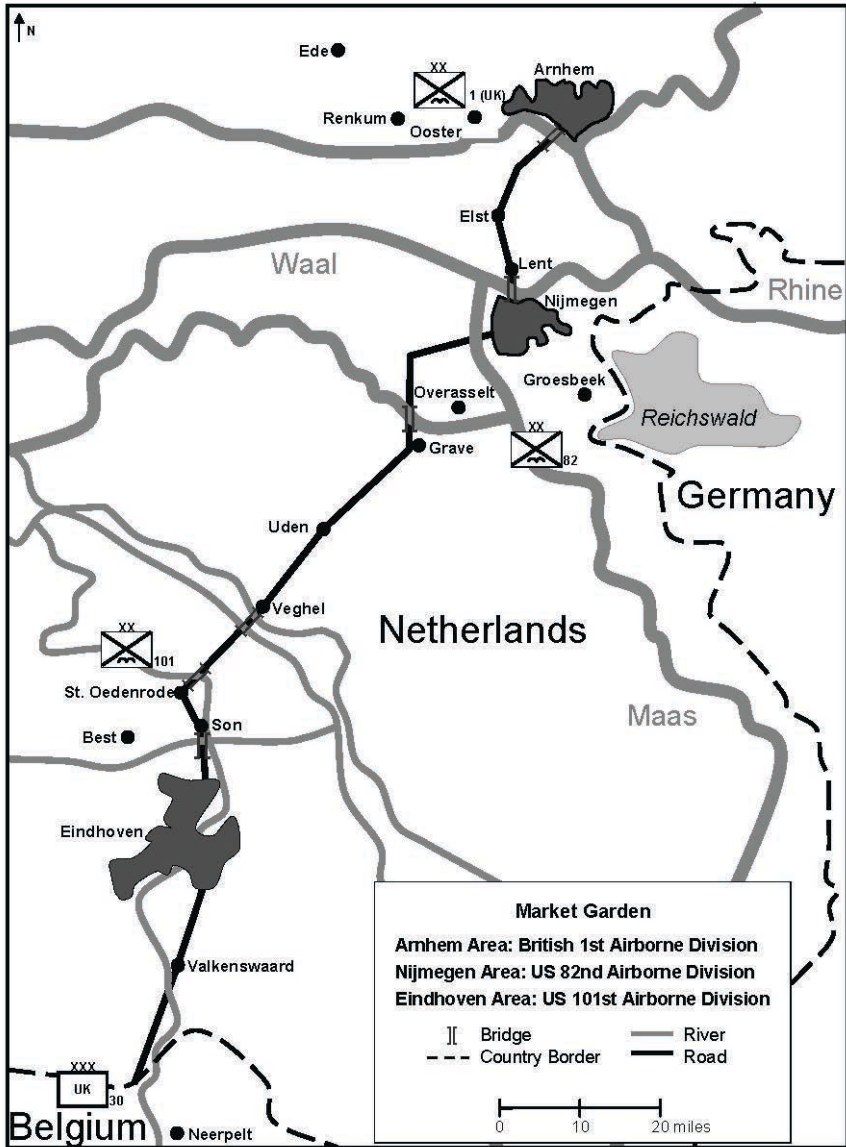 N
Ede
XX
Arnhem
1 (UK)
Renkum
Ooster
Elst
Waal
Lent
Rhine
Nijmegen
Overasselt
Groesbeek
Reichswald
XX
82
Grave
Germany
Uden
Veghel
Netherlands
XX
101
St. Oedenrode
Maas
Son
Best
Eindhoven
Market Garden
Arnhem Area: British 1st Airborne Division
Nijmegen Area: US 82nd Airborne Division
Eindhoven Area: US 101st Airborne Division
Bridge
River
Country Border
Road
0 10 20 miles
Valkenswaard
XXX
UK
30
Belgium
Neerpelt